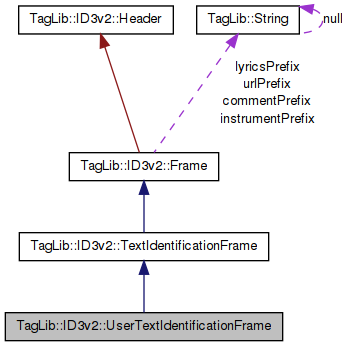 TagLib::ID3v2::Header
TagLib::String
null
lyricsPrefix
urlPrefix
commentPrefix
instrumentPrefix
TagLib::ID3v2::Frame
TagLib::ID3v2::TextIdentificationFrame
TagLib::ID3v2::UserTextIdentificationFrame